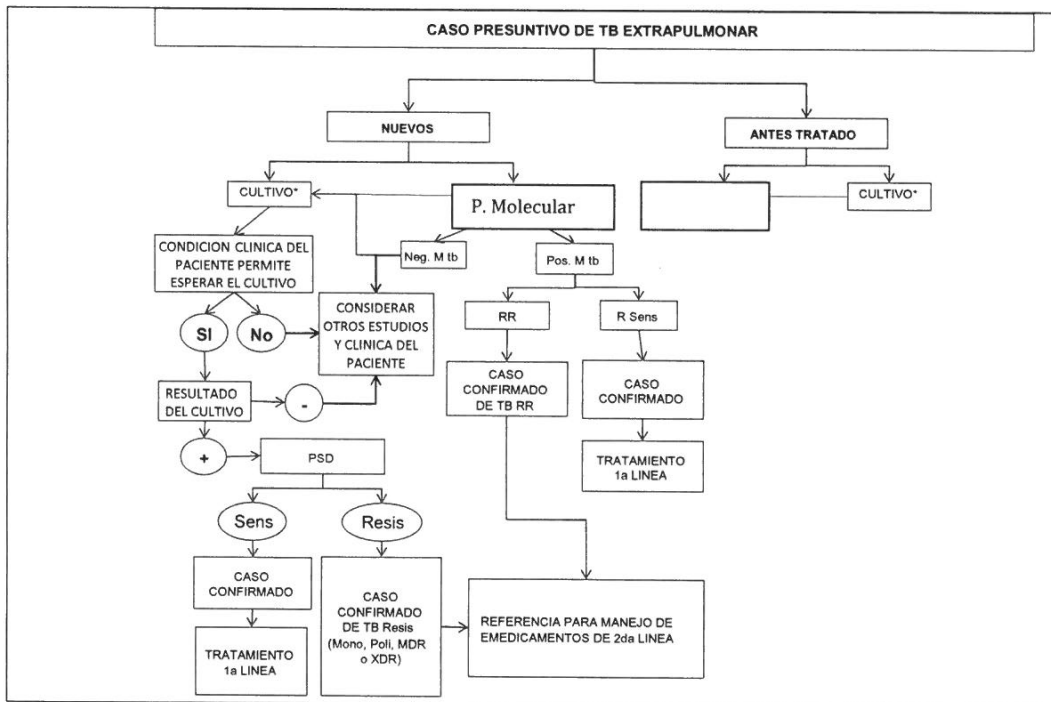 CASO PRESUNTIVO DE TB EXTRAPULMONAR
NUEVOS
ANTES TRATADO
CULTIVO*
P. Molecular
CULTIVO*
CONDICION CLINICA DEL
PACIENTE PERMITE
ESPERAR EL CULTIVO
Neg. M tb
Pos. M tb
SI
No
CONSIDERAR
OTROS ESTUDIOS
Y CLINICA DEL
PACIENTE
RR
R Sens
CASO
CONFIRMADO
DE TB RR
CASO
CONFIRMADO
RESULTADO
DEL CULTIVO
-
+
PSD
TRATAMIENTO
1a LINEA
Sens
Resis
CASO
CONFIRMADO
TRATAMIENTO
1a LINEA
CASO
CONFIRMADO
DE TB Resis
(Mono, Poli, MDR
o XDR)
REFERENCIA PARA MANEJO DE
EMEDICAMENTOS DE 2da LINEA